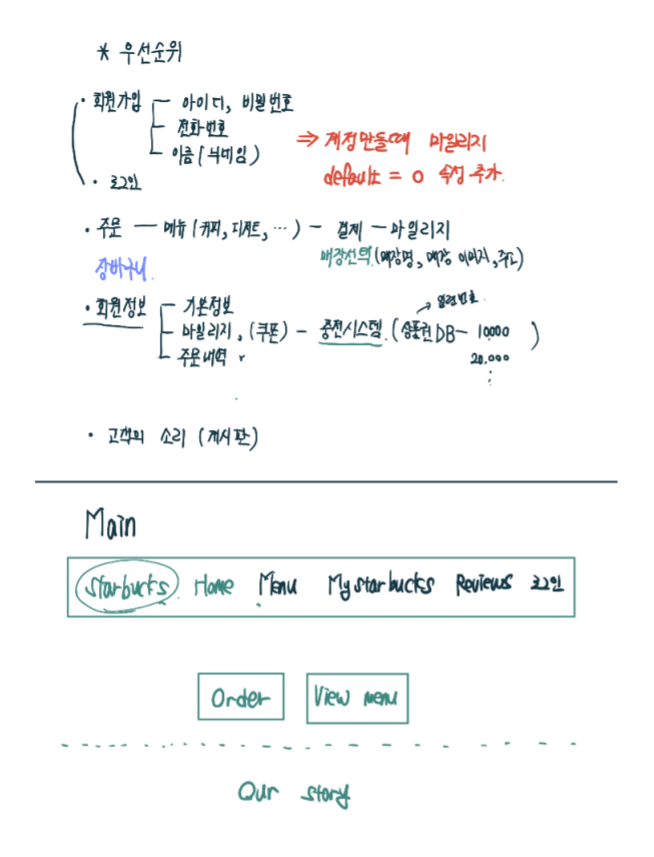 * 우선순위
· 회원가입 - 아이디, 비밀번호
- 전화번호
- 이름 (닉네임)
⇒ 계정만들때 마일리지
default = 0 속성 추가.
· 로그인
· 주문 - 메뉴 (커피, 디저트, ...) - 결제 - 마일리지
매장선택 (매장명, 매장 이미지, 주소)
장바구니
· 회원정보 - 기본정보
- 마일리지, (쿠폰) - 충전시스템 (상품권 DB - 10,000)
→ 일련번호.
- 주문내역
20,000
⋮
· 고객의 소리 (게시판)
Main
Starbucks Home Menu My starbucks Reviews 로그인
Order View menu
Our story